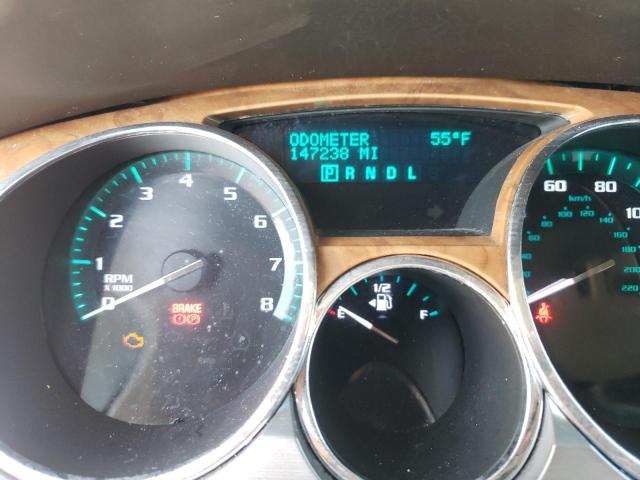 ODOMETER 55°F
147238 MI
P R N D L
0 1 2 3 4 5 6 7 8
RPM
X 1000
BRAKE
E 1/2 F
60 80
km/h
80 100 120 140
160
180
200
220